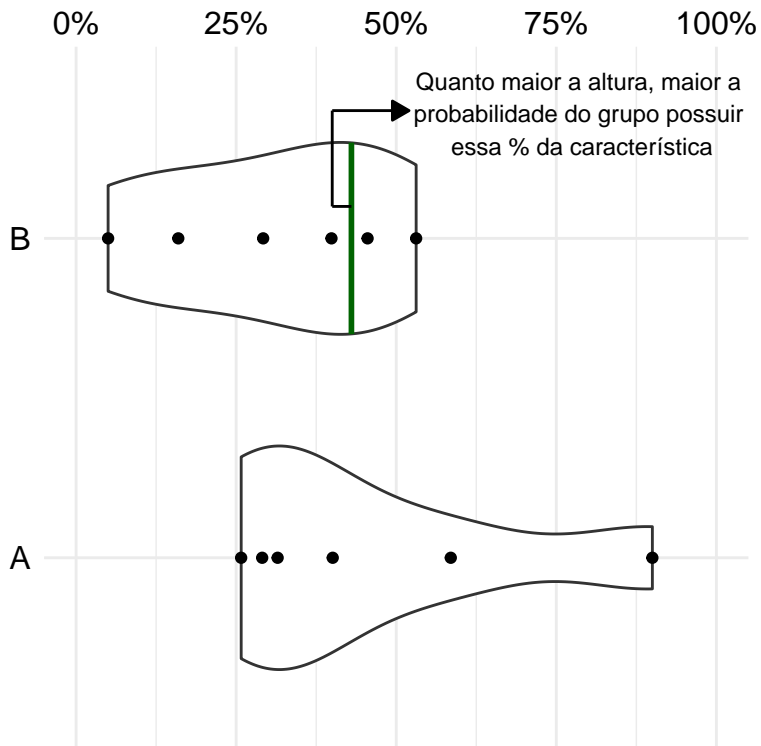 0% 25% 50% 75% 100%
Quanto maior a altura, maior a
probabilidade do grupo possuir
essa % da característica
B
A